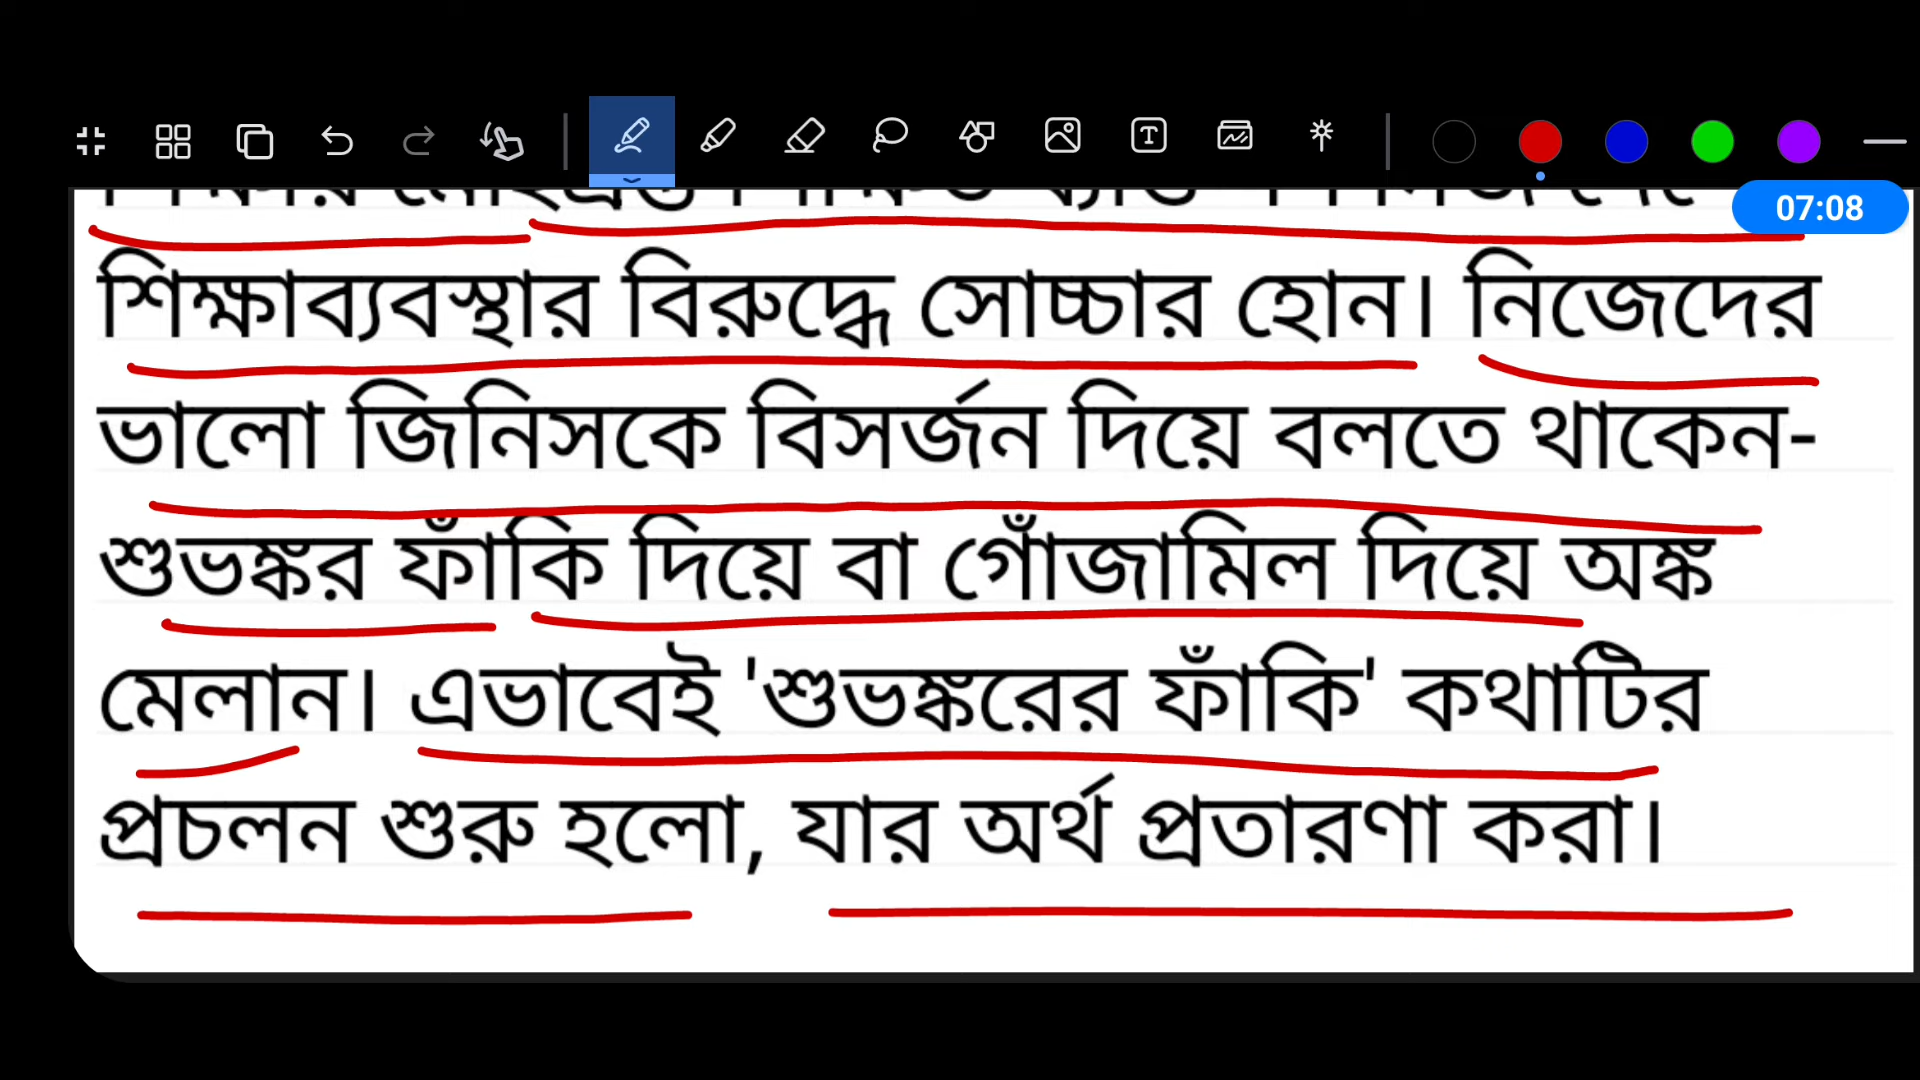 07:08
শিক্ষাব্যবস্থার বিরুদ্ধে সোচ্চার হোন। নিজেদের
ভালো জিনিসকে বিসর্জন দিয়ে বলতে থাকেন-
শুভঙ্কর ফাঁকি দিয়ে বা গোঁজামিল দিয়ে অঙ্ক
মেলান। এভাবেই 'শুভঙ্করের ফাঁকি' কথাটির
প্রচলন শুরু হলো, যার অর্থ প্রতারণা করা।